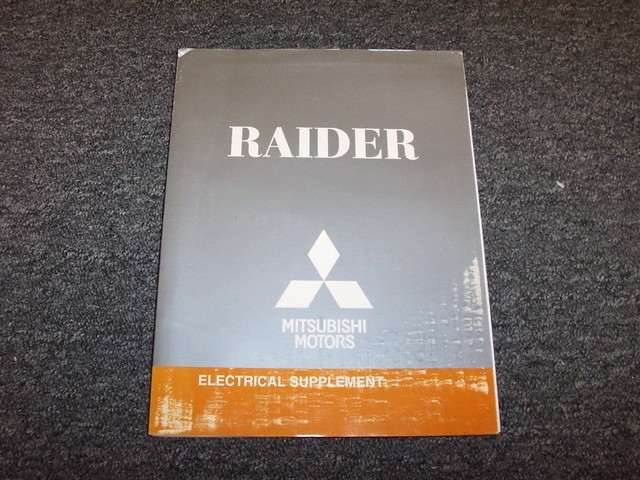 RAIDER
MITSUBISHI
MOTORS
ELECTRICAL SUPPLEMENT